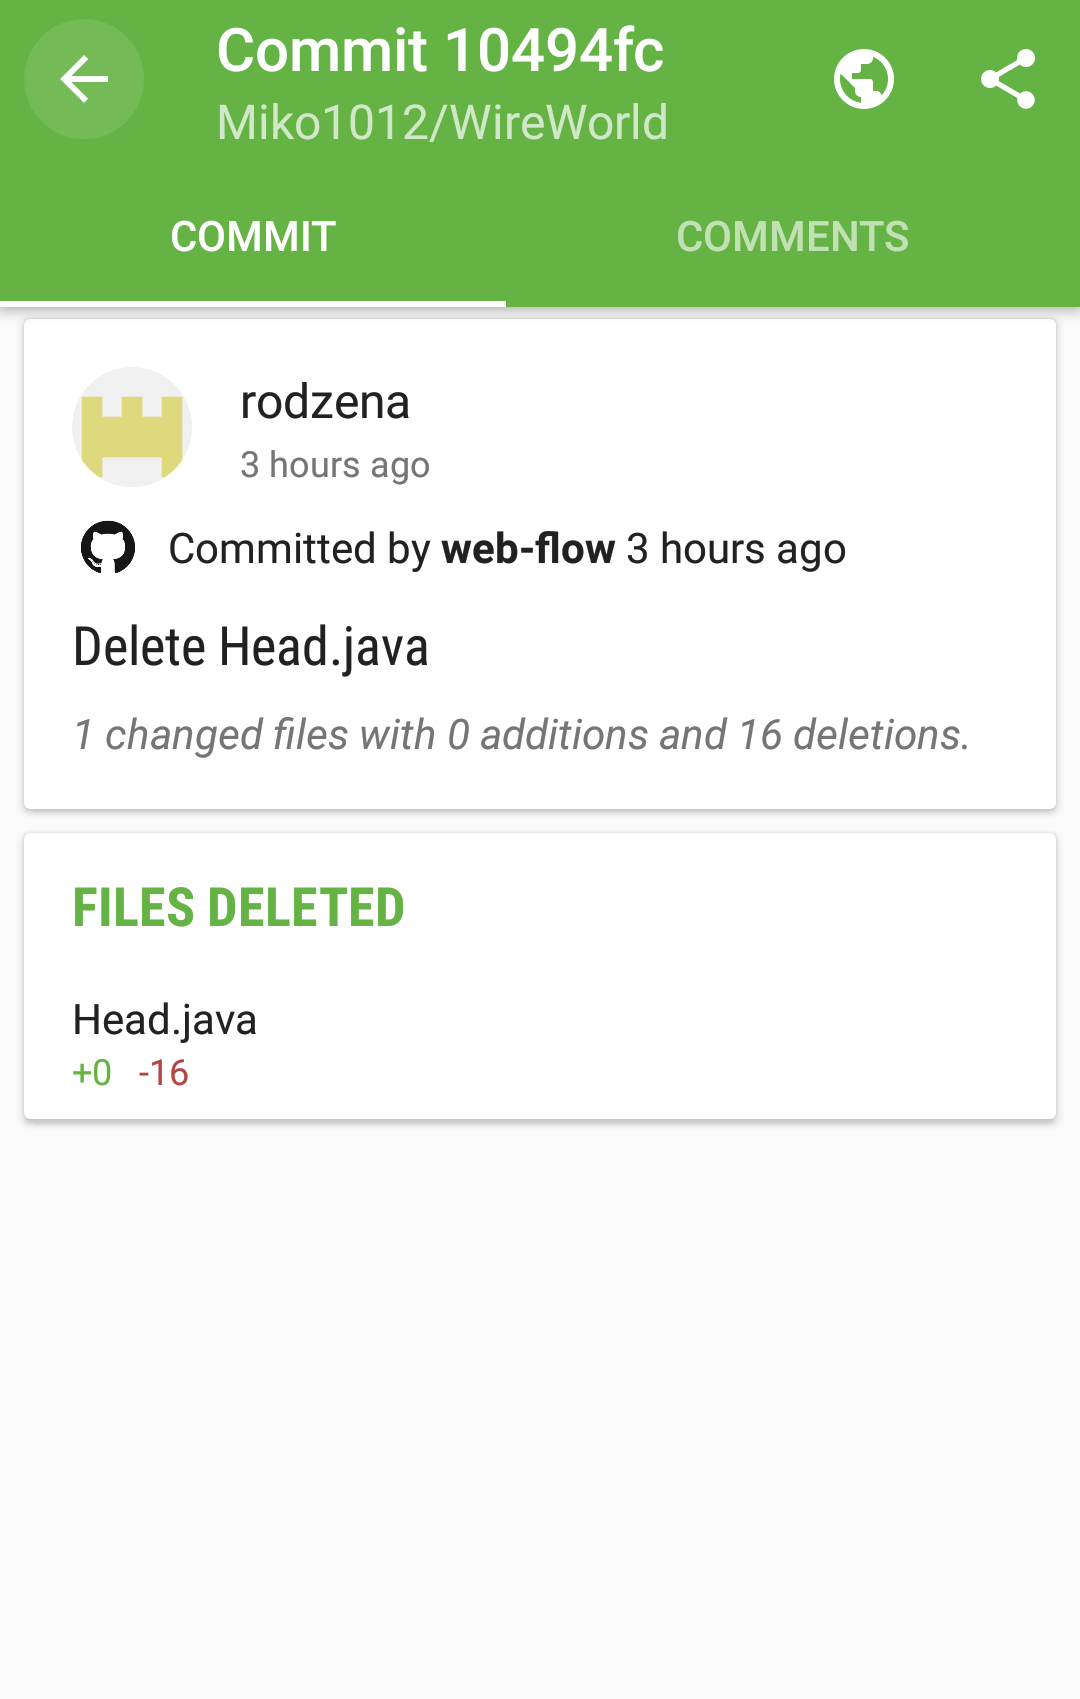 Commit 10494fc
Miko1012/WireWorld
COMMIT
COMMENTS
rodzena
3 hours ago
Committed by web-flow 3 hours ago
Delete Head.java
1 changed files with 0 additions and 16 deletions.
FILES DELETED
Head.java
+0 -16